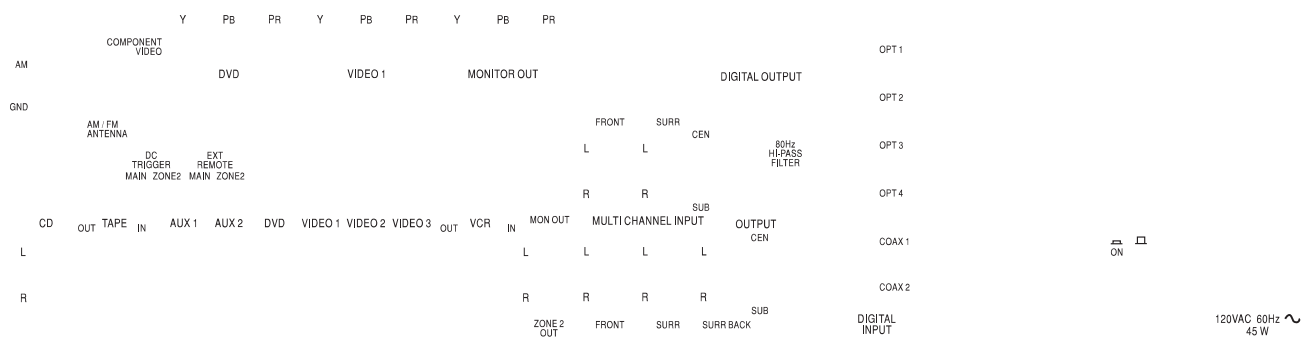 Y PB PR Y PB PR Y PB PR
COMPONENT
VIDEO
DVD VIDEO 1 MONITOR OUT DIGITAL OUTPUT
OPT 1
AM
GND
OPT 2
AM / FM
ANTENNA
FRONT SURR
CEN
L L
80Hz
HI-PASS
FILTER
OPT 3
DC
TRIGGER
MAIN ZONE2
EXT
REMOTE
MAIN ZONE2
R R
SUB
OPT 4
CD OUT TAPE IN AUX 1 AUX 2 DVD VIDEO 1 VIDEO 2 VIDEO 3 OUT VCR IN MON OUT MULTI CHANNEL INPUT OUTPUT
CEN
COAX 1
ON
L L L L L
COAX 2
R R R R R
SUB
ZONE 2
OUT
FRONT SURR SURR BACK
DIGITAL
INPUT
120VAC 60Hz ~
45 W